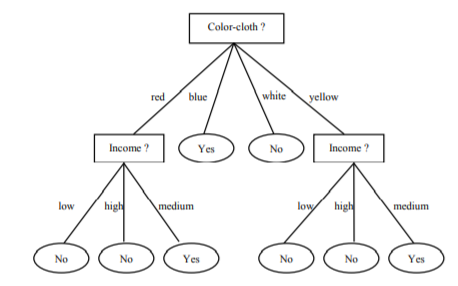 Color-cloth ?
red blue white yellow
Income ? Yes No Income ?
low high medium low high medium
No No Yes No No Yes